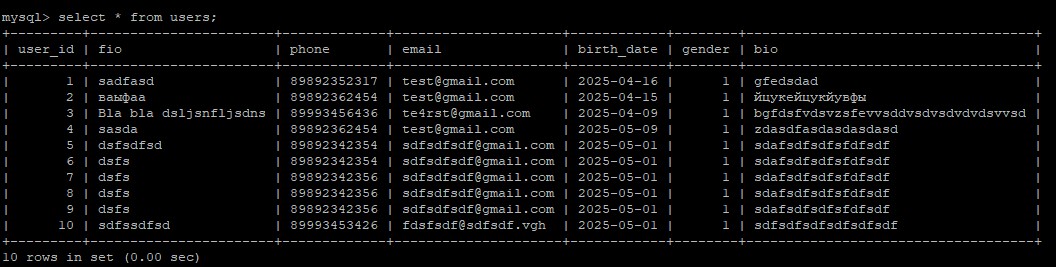 mysql> select * from users;
+---------+-----------------------+-------------+--------------------+------------+--------+----------------------------------+
| user_id | fio                   | phone       | email              | birth_date | gender | bio                              |
+---------+-----------------------+-------------+--------------------+------------+--------+----------------------------------+
|       1 | sadfasd               | 89892352317 | test@gmail.com     | 2025-04-16 |      1 | gfedsdad                         |
|       2 | ваыфаа                | 89892362454 | test@gmail.com     | 2025-04-15 |      1 | йцукейцукйувфы                   |
|       3 | Bla bla dsljsnfljsdns | 89993456436 | te4rst@gmail.com   | 2025-04-09 |      1 | bgfdsfvdsvzsfevvsddvsdvsdvdvdsvvsd |
|       4 | sasda                 | 89892362454 | test@gmail.com     | 2025-05-09 |      1 | zdasdfasdasdasdasd               |
|       5 | dsfsdfsd              | 89892342354 | sdfsdfsdf@gmail.com | 2025-05-01 |      1 | sdafsdfsdfsfdfsdf                |
|       6 | dsfs                  | 89892342354 | sdfsdfsdf@gmail.com | 2025-05-01 |      1 | sdafsdfsdfsfdfsdf                |
|       7 | dsfs                  | 89892342356 | sdfsdfsdf@gmail.com | 2025-05-01 |      1 | sdafsdfsdfsfdfsdf                |
|       8 | dsfs                  | 89892342356 | sdfsdfsdf@gmail.com | 2025-05-01 |      1 | sdafsdfsdfsfdfsdf                |
|       9 | dsfs                  | 89892342356 | sdfsdfsdf@gmail.com | 2025-05-01 |      1 | sdafsdfsdfsfdfsdf                |
|      10 | sdfssdfsd             | 89993453426 | fdsfsdf@sdfsdf.vgh | 2025-05-01 |      1 | sdfsdfsdfsdfsdfsdf               |
+---------+-----------------------+-------------+--------------------+------------+--------+----------------------------------+
10 rows in set (0.00 sec)